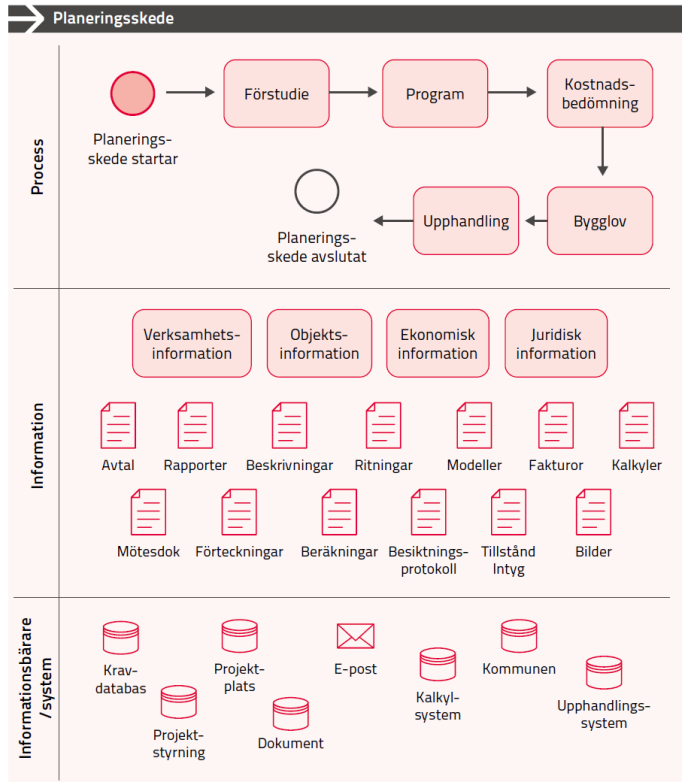 Planeringsskede
Process
Förstudie
Program
Kostnads-
bedömning
Planerings-
skede startar
Planerings-
skede avslutat
Upphandling
Bygglov
Information
Verksamhets-
information
Objekts-
information
Ekonomisk
information
Juridisk
information
Avtal
Rapporter
Beskrivningar
Ritningar
Modeller
Fakturor
Kalkyler
Mötesdok
Förteckningar
Beräkningar
Besiktnings-
protokoll
Tillstånd
Intyg
Bilder
Informationsbärare
/system
Krav-
databas
Projekt-
plats
E-post
Kalkyl-
system
Kommunen
Upphandlings-
system
Projekt-
styrning
Dokument